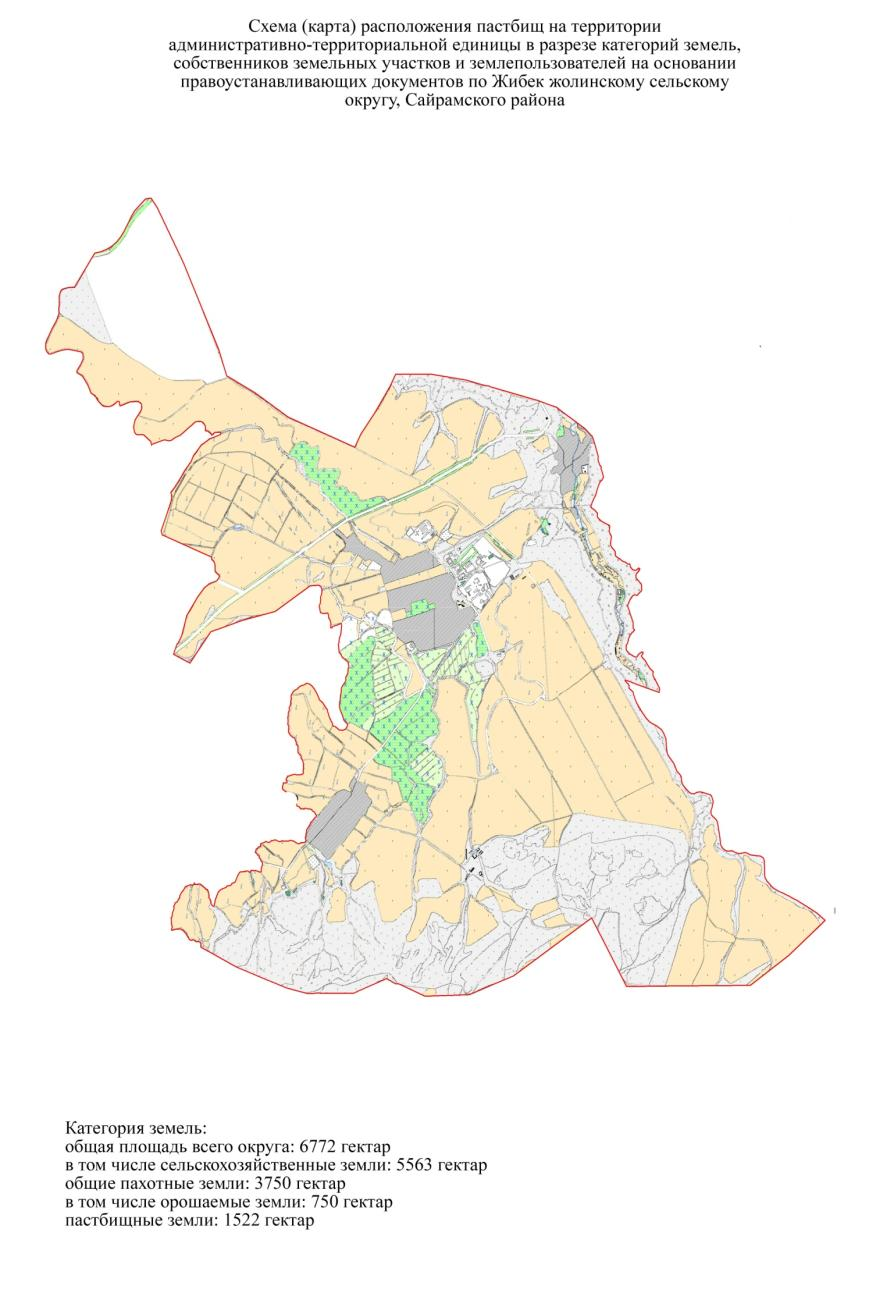 Схема (карта) расположения пастбищ на территории
административно-территориальной единицы в разрезе категорий земель,
собственников земельных участков и землепользователей на основании
правоустанавливающих документов по Жибек жолинскому сельскому
округу, Сайрамского района
Категория земель:
общая площадь всего округа: 6772 гектар
в том числе сельскохозяйственные земли: 5563 гектар
общие пахотные земли: 3750 гектар
в том числе орошаемые земли: 750 гектар
пастбищные земли: 1522 гектар